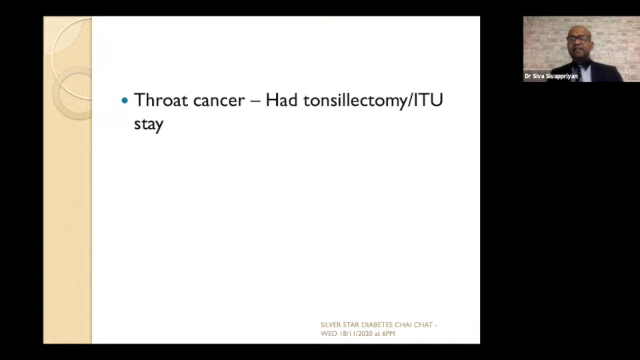 • Throat cancer – Had tonsillectomy/ITU
stay
Dr Siva Sivappriyan
SILVER STAR DIABETES CHAI CHAT -
WED 18/11/2020 at 6PM